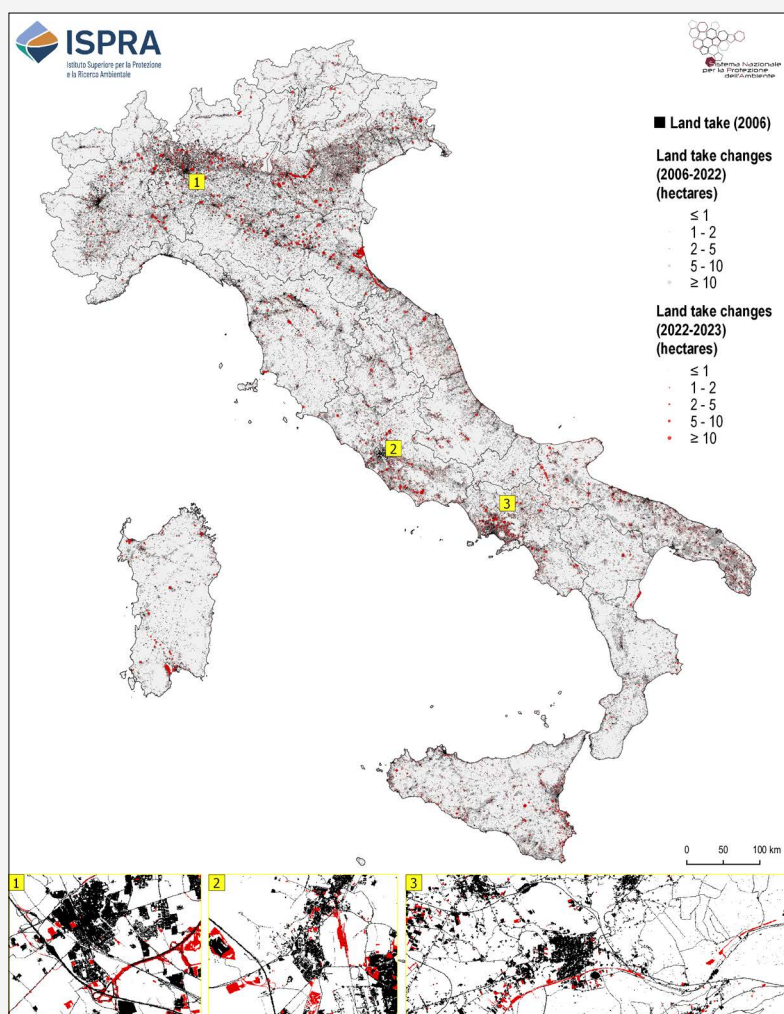 ISPRA
Istituto Superiore per la Protezione
e la Ricerca Ambientale
Sistema Nazionale
per la Protezione
dell'Ambiente
Land take (2006)
Land take changes
(2006-2022)
(hectares)
≤ 1
1 - 2
2 - 5
5 - 10
≥ 10
Land take changes
(2022-2023)
(hectares)
≤ 1
1 - 2
2 - 5
5 - 10
≥ 10
1
2
3
0 50 100 km
1
2
3